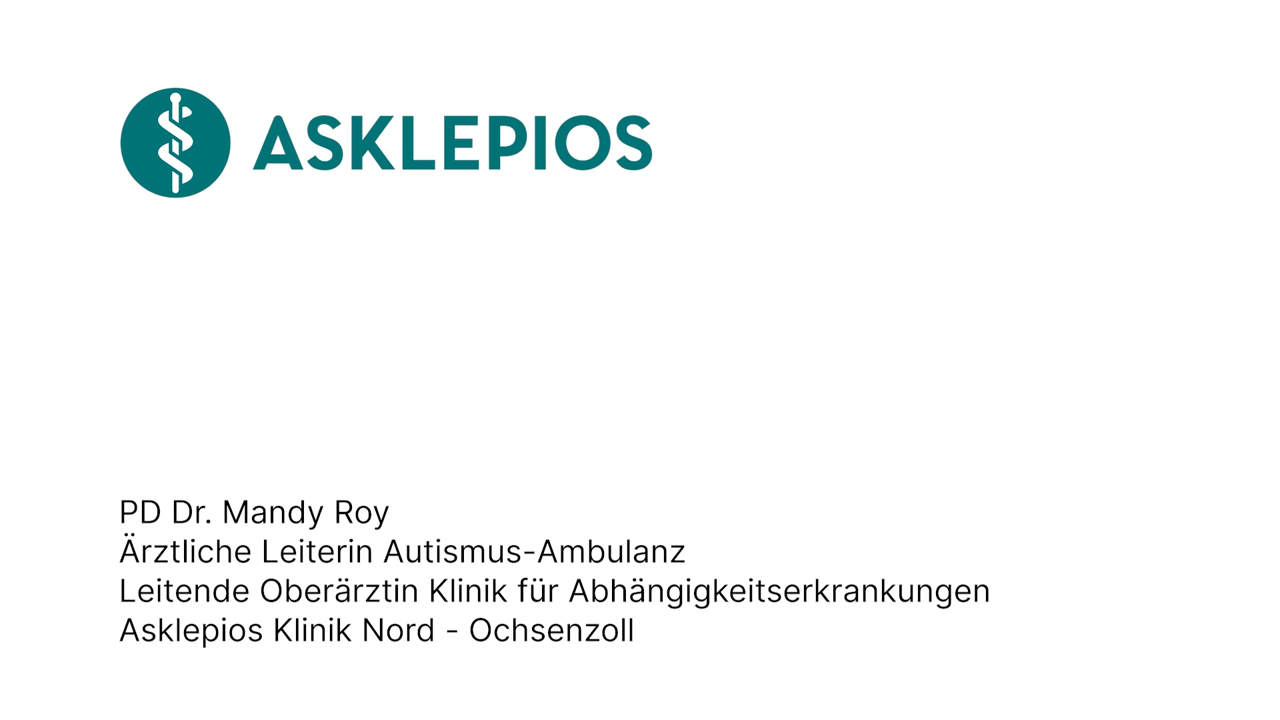 ASKLEPIOS
PD Dr. Mandy Roy
Ärztliche Leiterin Autismus-Ambulanz
Leitende Oberärztin Klinik für Abhängigkeitserkrankungen
Asklepios Klinik Nord - Ochsenzoll